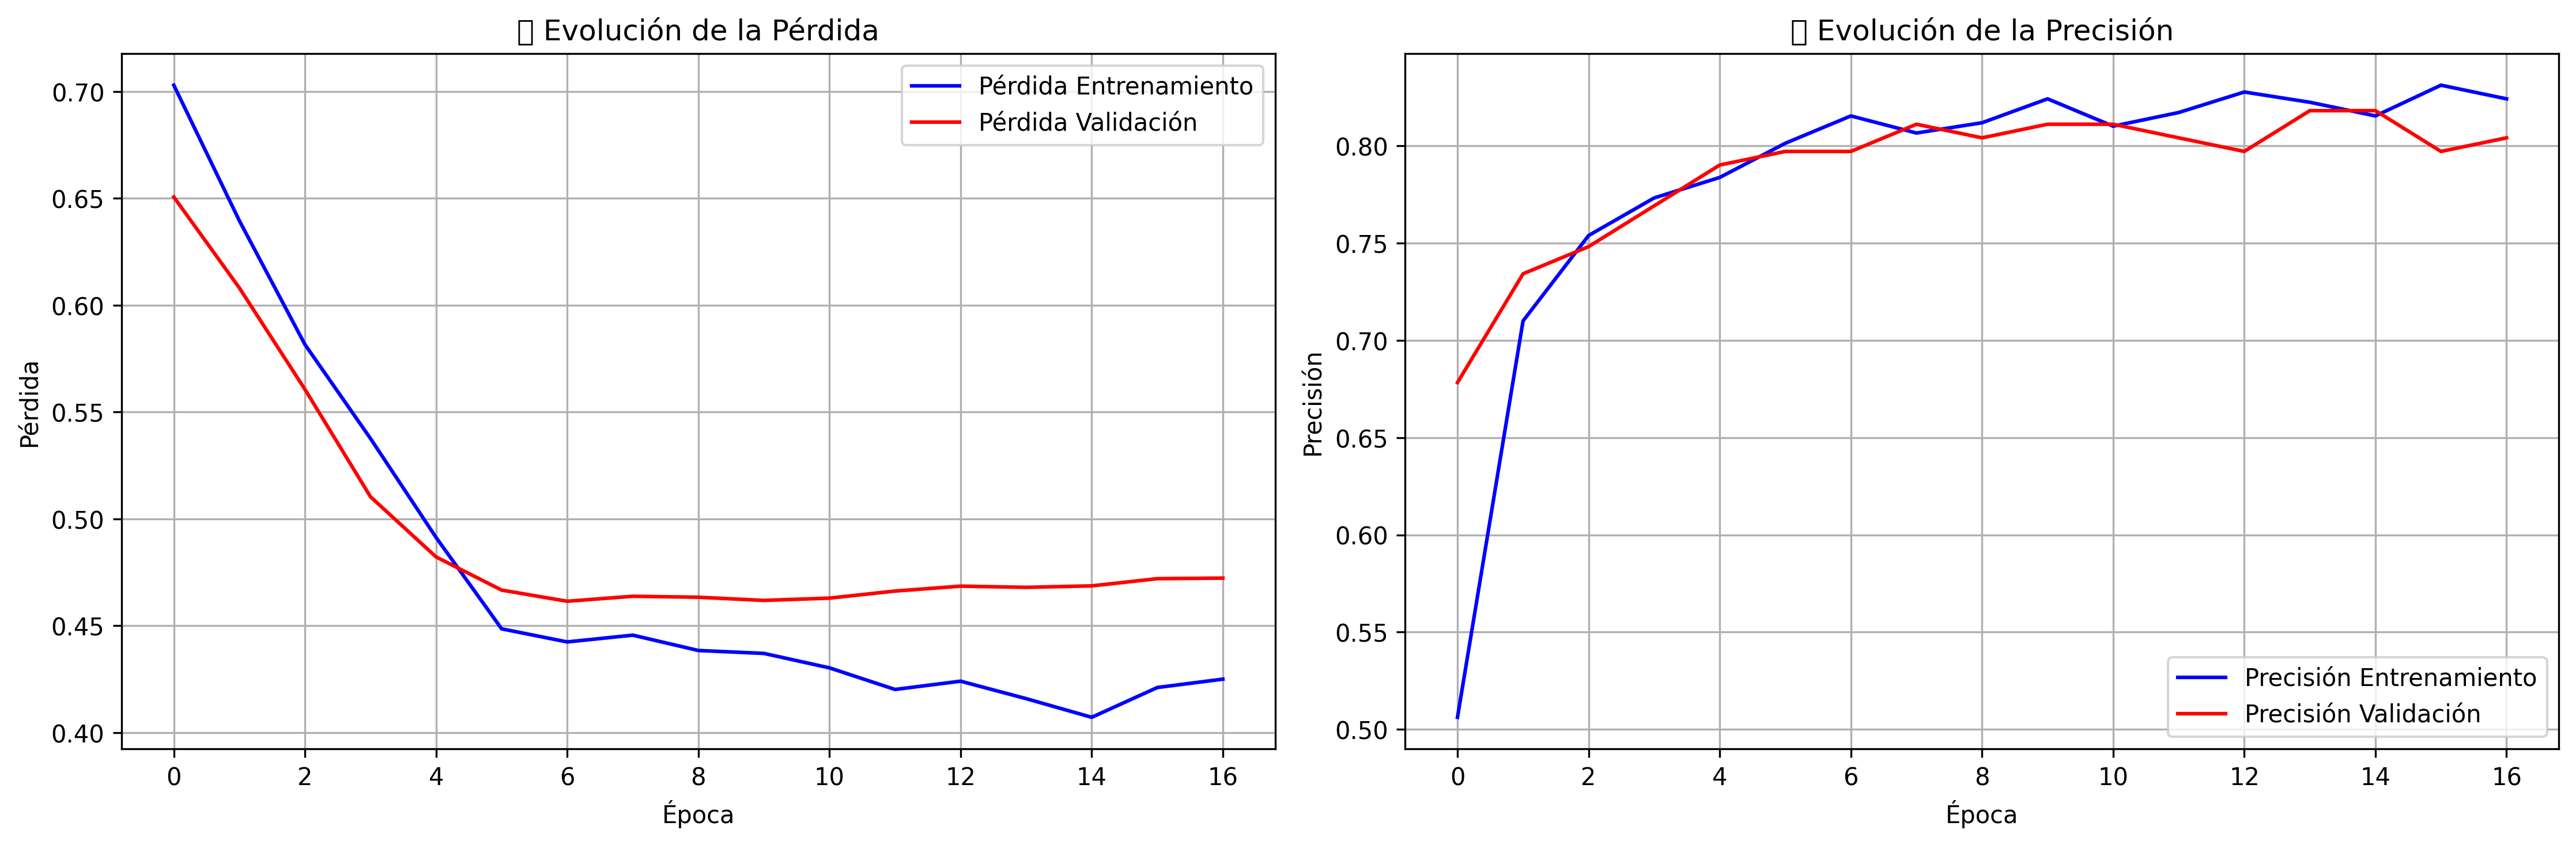 Evolución de la Pérdida
Pérdida Entrenamiento
Pérdida Validación
0.70
0.65
0.60
0.55
0.50
0.45
0.40
Pérdida
0 2 4 6 8 10 12 14 16
Época
Evolución de la Precisión
0.80
0.75
0.70
0.65
0.60
0.55
0.50
Precisión
Precisión Entrenamiento
Precisión Validación
0 2 4 6 8 10 12 14 16
Época